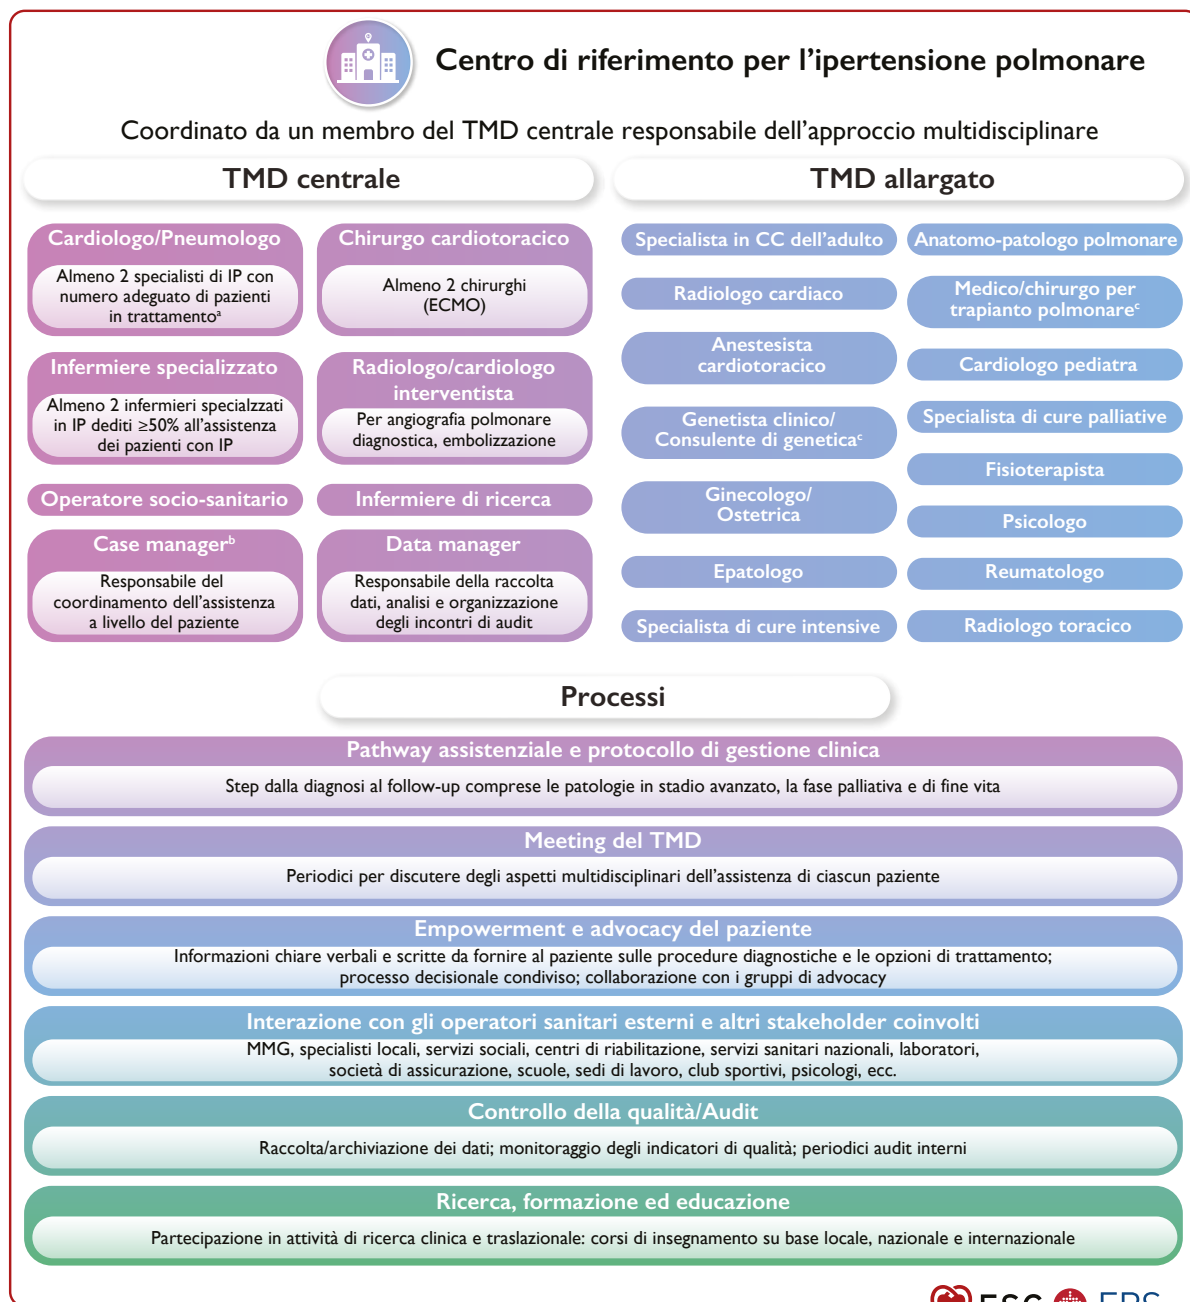 Centro di riferimento per l'ipertensione polmonare
Coordinato da un membro del TMD centrale responsabile dell'approccio multidisciplinare
TMD centrale
Cardiologo/Pneumologo
Almeno 2 specialisti di IP con
numero adeguato di pazienti
in trattamentoᵃ
Chirurgo cardiotoracico
Almeno 2 chirurghi
(ECMO)
Infermiere specializzato
Almeno 2 infermieri specialzzati
in IP dediti ≥50% all'assistenza
dei pazienti con IP
Radiologo/cardiologo
interventista
Per angiografia polmonare
diagnostica, embolizzazione
Operatore socio-sanitario
Infermiere di ricerca
Case managerᵇ
Responsabile del
coordinamento dell'assistenza
a livello del paziente
Data manager
Responsabile della raccolta
dati, analisi e organizzazione
degli incontri di audit
TMD allargato
Specialista in CC dell'adulto
Radiologo cardiaco
Anestesista
cardiotoracico
Genetista clinico/
Consulente di geneticaᶜ
Ginecologo/
Ostetrica
Epatologo
Specialista di cure intensive
Anatomo-patologo polmonare
Medico/chirurgo per
trapianto polmonareᶜ
Cardiologo pediatra
Specialista di cure palliative
Fisioterapista
Psicologo
Reumatologo
Radiologo toracico
Processi
Pathway assistenziale e protocollo di gestione clinica
Step dalla diagnosi al follow-up comprese le patologie in stadio avanzato, la fase palliativa e di fine vita
Meeting del TMD
Periodici per discutere degli aspetti multidisciplinari dell'assistenza di ciascun paziente
Empowerment e advocacy del paziente
Informazioni chiare verbali e scritte da fornire al paziente sulle procedure diagnostiche e le opzioni di trattamento;
processo decisionale condiviso; collaborazione con i gruppi di advocacy
Interazione con gli operatori sanitari esterni e altri stakeholder coinvolti
MMG, specialisti locali, servizi sociali, centri di riabilitazione, servizi sanitari nazionali, laboratori,
società di assicurazione, scuole, sedi di lavoro, club sportivi, psicologi, ecc.
Controllo della qualità/Audit
Raccolta/archiviazione dei dati; monitoraggio degli indicatori di qualità; periodici audit interni
Ricerca, formazione ed educazione
Partecipazione in attività di ricerca clinica e traslazionale: corsi di insegnamento su base locale, nazionale e internazionale
ESC ERS